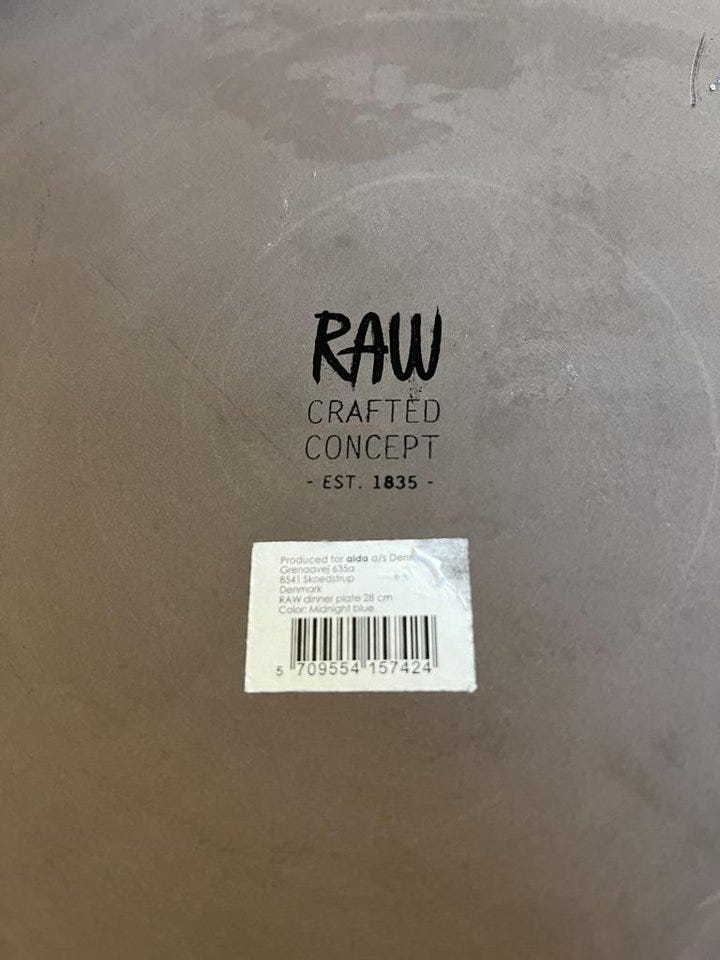 RAW
CRAFTED
CONCEPT
- EST. 1835 -
Produced for aida a/s
Grenaavej 635a
8541 Skoedstrup
Denmark
RAW dinner plate 28 cm
Color: Midnight blue
5 709554 157424